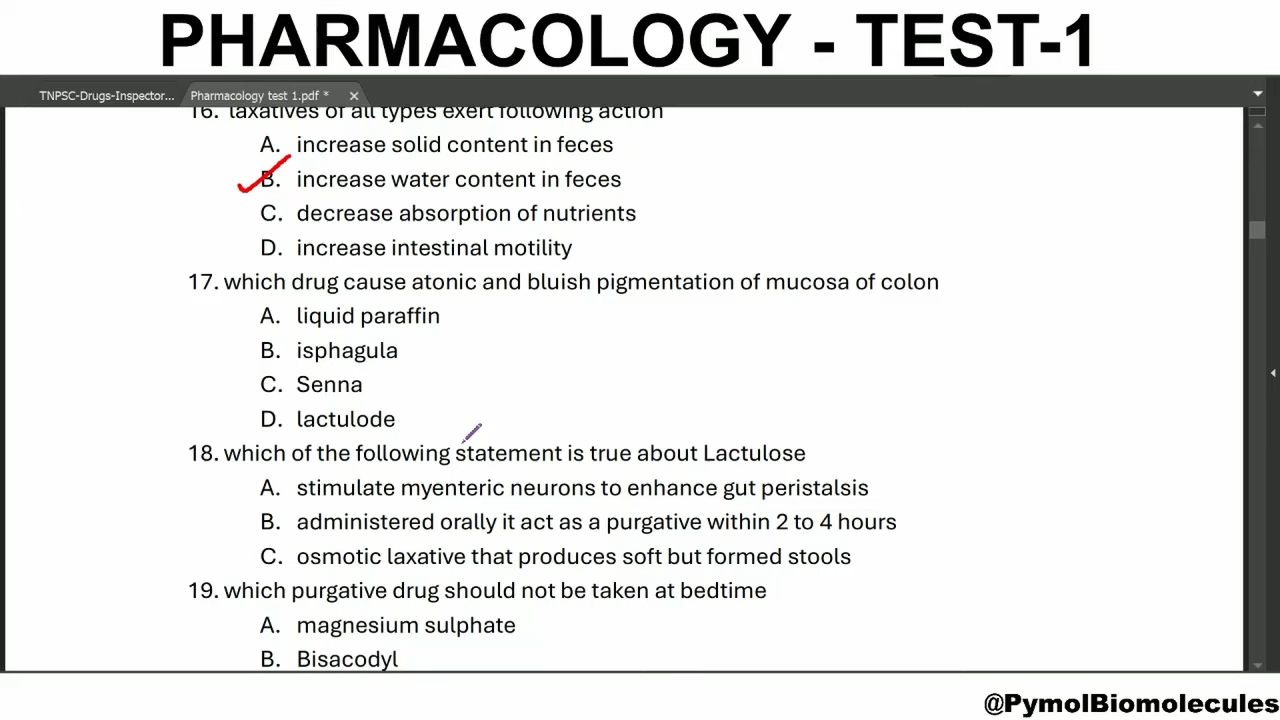 PHARMACOLOGY - TEST-1
TNPSC-Drugs-Inspector... Pharmacology test 1.pdf *
16. laxatives of all types exert following action
A. increase solid content in feces
B. increase water content in feces
C. decrease absorption of nutrients
D. increase intestinal motility
17. which drug cause atonic and bluish pigmentation of mucosa of colon
A. liquid paraffin
B. isphagula
C. Senna
D. lactulode
18. which of the following statement is true about Lactulose
A. stimulate myenteric neurons to enhance gut peristalsis
B. administered orally it act as a purgative within 2 to 4 hours
C. osmotic laxative that produces soft but formed stools
19. which purgative drug should not be taken at bedtime
A. magnesium sulphate
B. Bisacodyl
@PymolBiomolecules